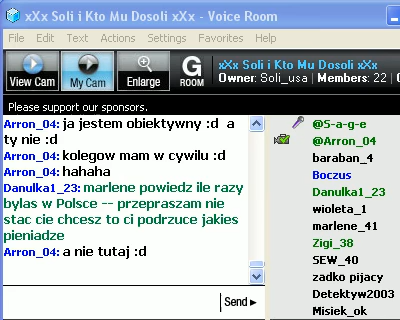 xXx Soli i Kto Mu Dosoli xXx - Voice Room
File Edit Text Actions Settings Favorites Help
View Cam
My Cam
Enlarge
G
ROOM
xXx Soli i Kto Mu Dosoli xXx
Owner: Soli_usa | Members: 22 |
Please support our sponsors.
Arron_04: ja jestem obiektywny :d a
ty nie :d
Arron_04: kolegow mam w cywilu :d
Arron_04: hahaha
Danulka1_23: marlene powiedz ile razy
bylas w Polsce -- przepraszam nie
stac cie chcesz to ci podrzuce jakies
pieniadze
Arron_04: a nie tutaj :d
Send
@S-a-g-e
@Arron_04
baraban_4
Boczus
Danulka1_23
wioleta_1
marlene_41
Zigi_38
SEW_40
zadko pijacy
Detektyw2003
Misiek_ok